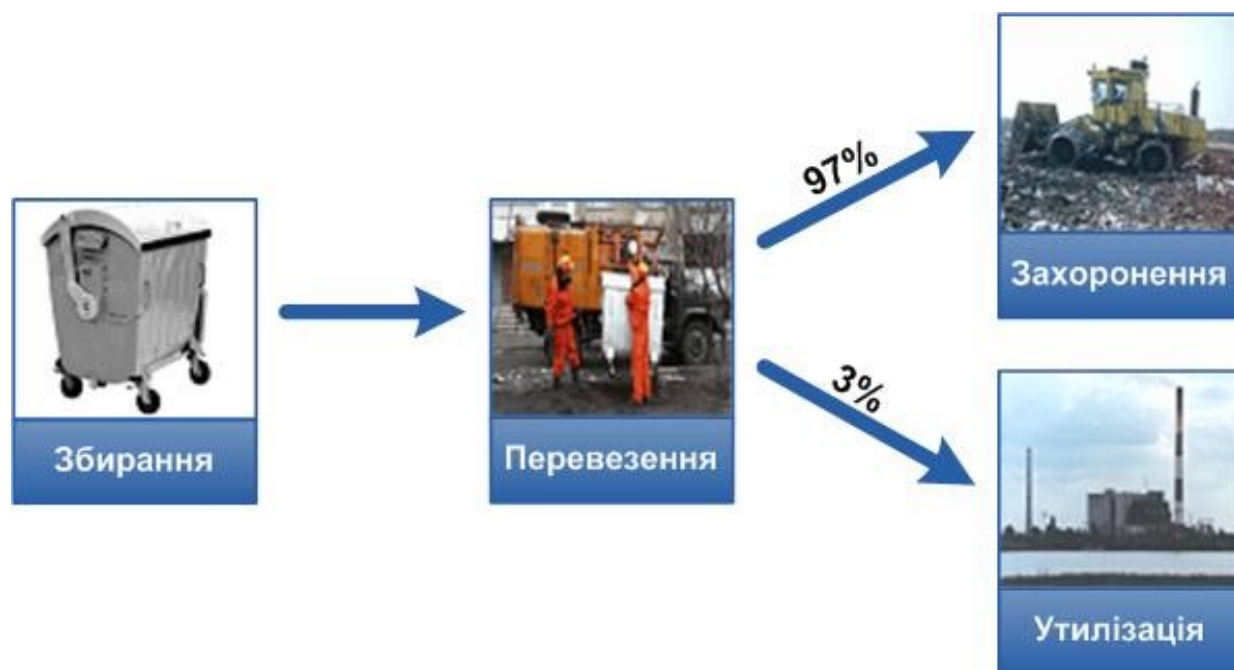 Збирання
Перевезення
97%
Захоронення
3%
Утилізація